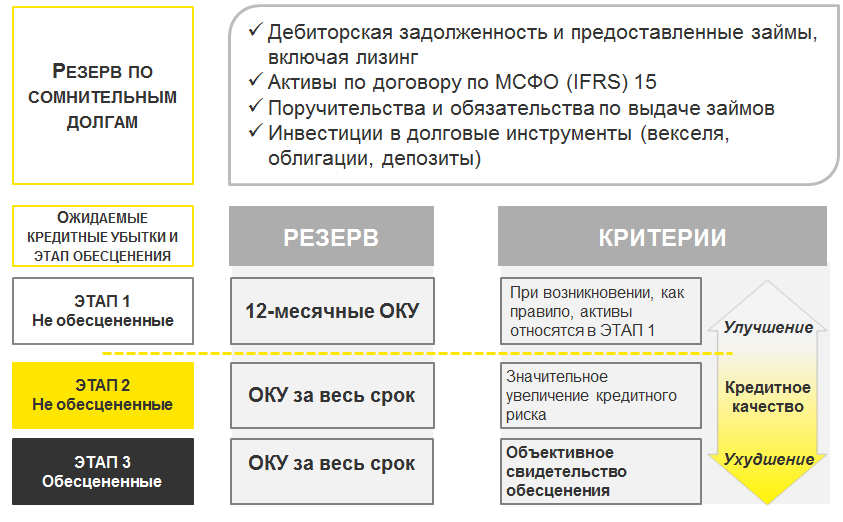 РЕЗЕРВ ПО
СОМНИТЕЛЬНЫМ
ДОЛГАМ
✓ Дебиторская задолженность и предоставленные займы,
включая лизинг
✓ Активы по договору по МСФО (IFRS) 15
✓ Поручительства и обязательства по выдаче займов
✓ Инвестиции в долговые инструменты (векселя,
облигации, депозиты)
ОЖИДАЕМЫЕ
КРЕДИТНЫЕ УБЫТКИ И
ЭТАП ОБЕСЦЕНЕНИЯ
РЕЗЕРВ
КРИТЕРИИ
ЭТАП 1
Не обесцененные
12-месячные ОКУ
При возникновении, как
правило, активы
относятся в ЭТАП 1
Улучшение
ЭТАП 2
Не обесцененные
ОКУ за весь срок
Значительное
увеличение кредитного
риска
Кредитное
качество
ЭТАП 3
Обесцененные
ОКУ за весь срок
Объективное
свидетельство
обесценения
Ухудшение